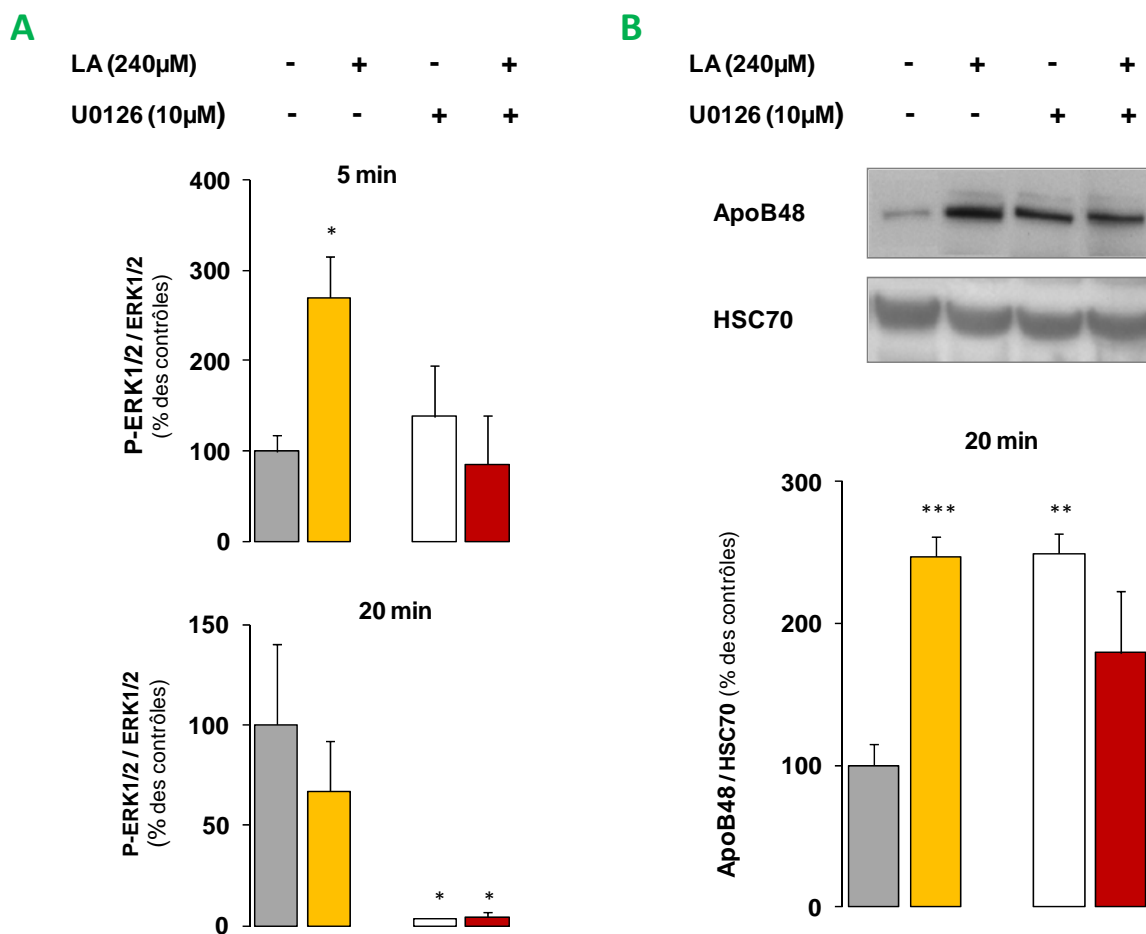 A
LA (240µM) - + - +
U0126 (10µM) - - + +
5 min
P-ERK1/2 / ERK1/2
(% des contrôles)
400
300
200
100
0
*
20 min
P-ERK1/2 / ERK1/2
(% des contrôles)
150
100
50
0
* *
B
LA (240µM) - + - +
U0126 (10µM) - - + +
ApoB48
HSC70
20 min
ApoB48 / HSC70 (% des contrôles)
300
200
100
0
*** **